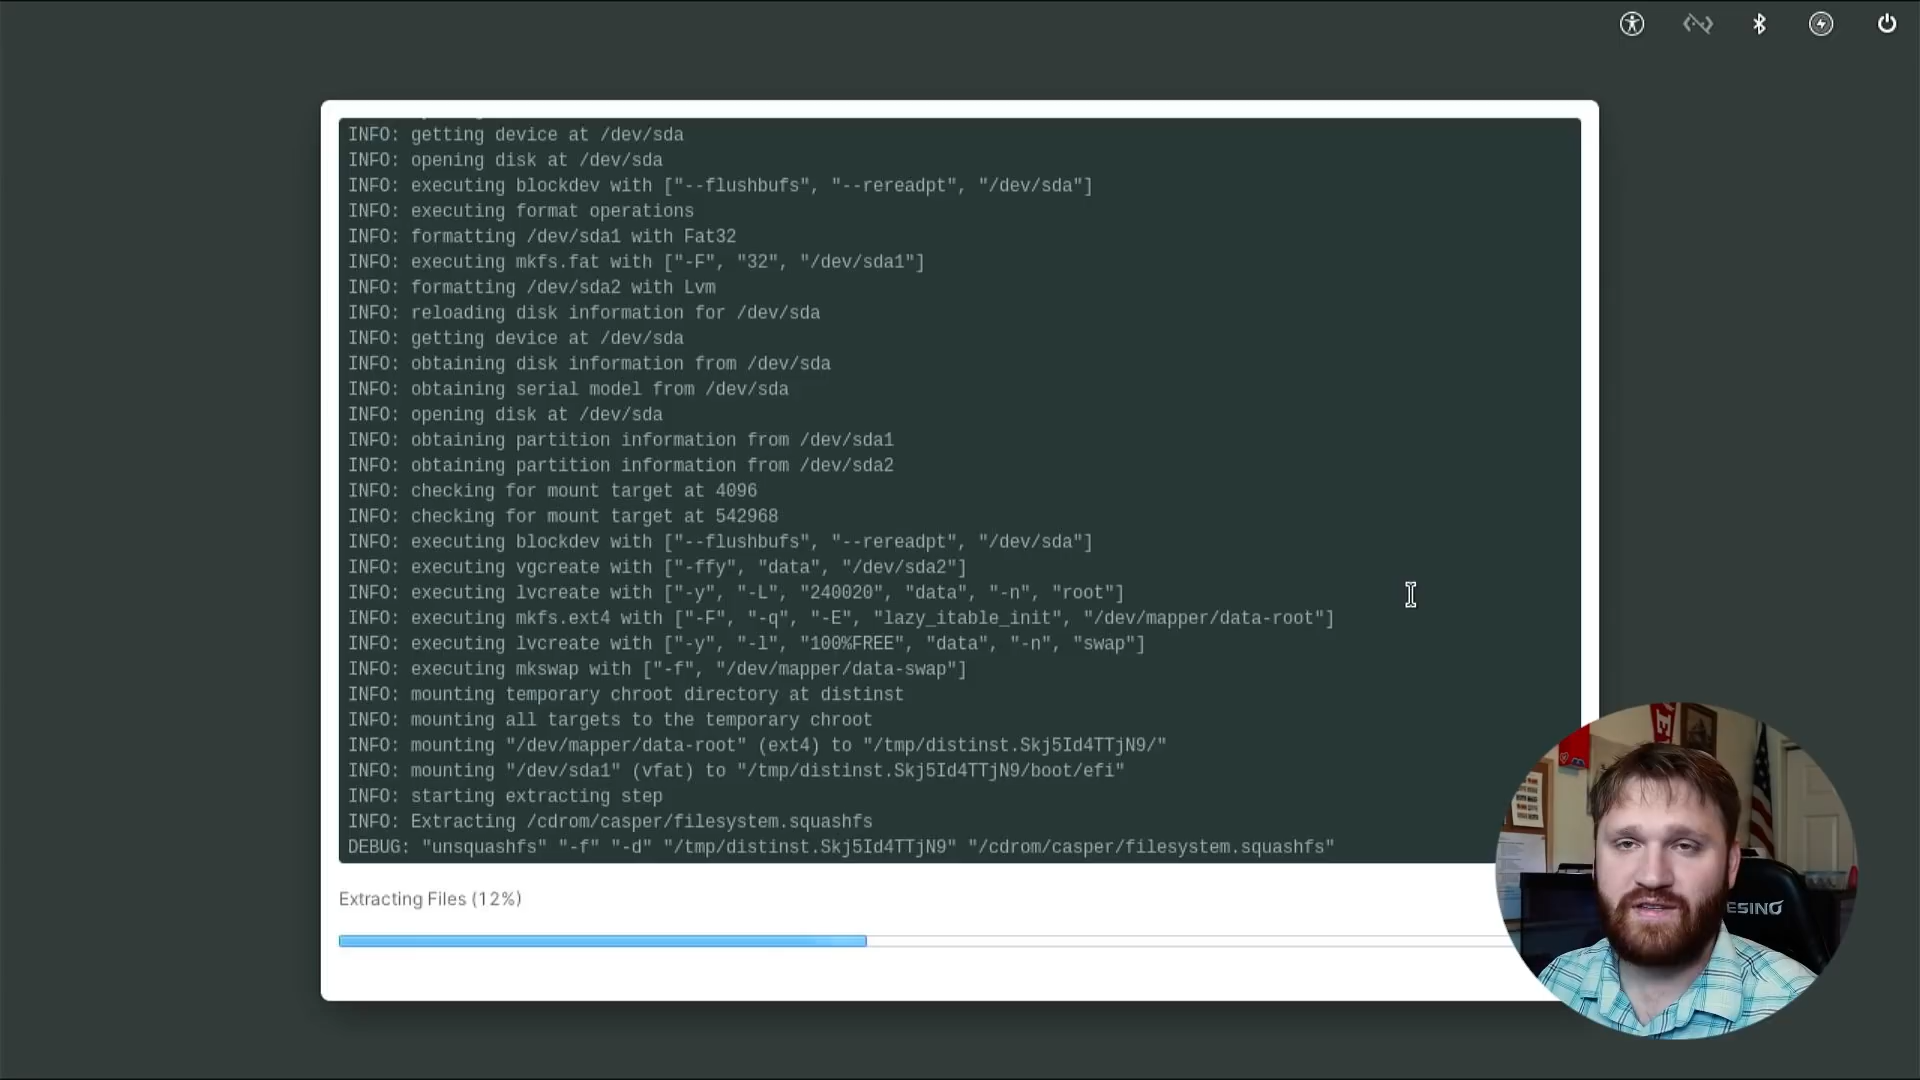 INFO: getting device at /dev/sda
INFO: opening disk at /dev/sda
INFO: executing blockdev with ["--flushbufs", "--rereadpt", "/dev/sda"]
INFO: executing format operations
INFO: formatting /dev/sda1 with Fat32
INFO: executing mkfs.fat with ["-F", "32", "/dev/sda1"]
INFO: formatting /dev/sda2 with Lvm
INFO: reloading disk information for /dev/sda
INFO: getting device at /dev/sda
INFO: obtaining disk information from /dev/sda
INFO: obtaining serial model from /dev/sda
INFO: opening disk at /dev/sda
INFO: obtaining partition information from /dev/sda1
INFO: obtaining partition information from /dev/sda2
INFO: checking for mount target at 4096
INFO: checking for mount target at 542968
INFO: executing blockdev with ["--flushbufs", "--rereadpt", "/dev/sda"]
INFO: executing vgcreate with ["-ffy", "data", "/dev/sda2"]
INFO: executing lvcreate with ["-y", "-L", "240020", "data", "-n", "root"]
INFO: executing mkfs.ext4 with ["-F", "-q", "-E", "lazy_itable_init", "/dev/mapper/data-root"]
INFO: executing lvcreate with ["-y", "-l", "100%FREE", "data", "-n", "swap"]
INFO: executing mkswap with ["-f", "/dev/mapper/data-swap"]
INFO: mounting temporary chroot directory at distinst
INFO: mounting all targets to the temporary chroot
INFO: mounting "/dev/mapper/data-root" (ext4) to "/tmp/distinst.Skj5Id4TTjN9/"
INFO: mounting "/dev/sda1" (vfat) to "/tmp/distinst.Skj5Id4TTjN9/boot/efi"
INFO: starting extracting step
INFO: Extracting /cdrom/casper/filesystem.squashfs
DEBUG: "unsquashfs" "-f" "-d" "/tmp/distinst.Skj5Id4TTjN9" "/cdrom/casper/filesystem.squashfs"
Extracting Files (12%)
ESING